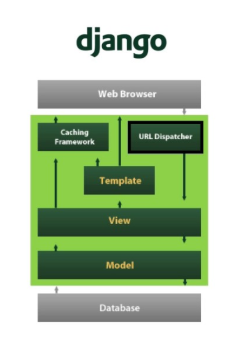 django
Web Browser
Caching
Framework
URL Dispatcher
Template
View
Model
Database